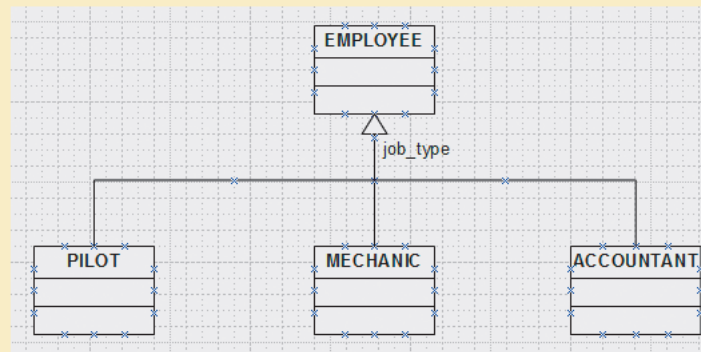 EMPLOYEE
job_type
PILOT
MECHANIC
ACCOUNTANT